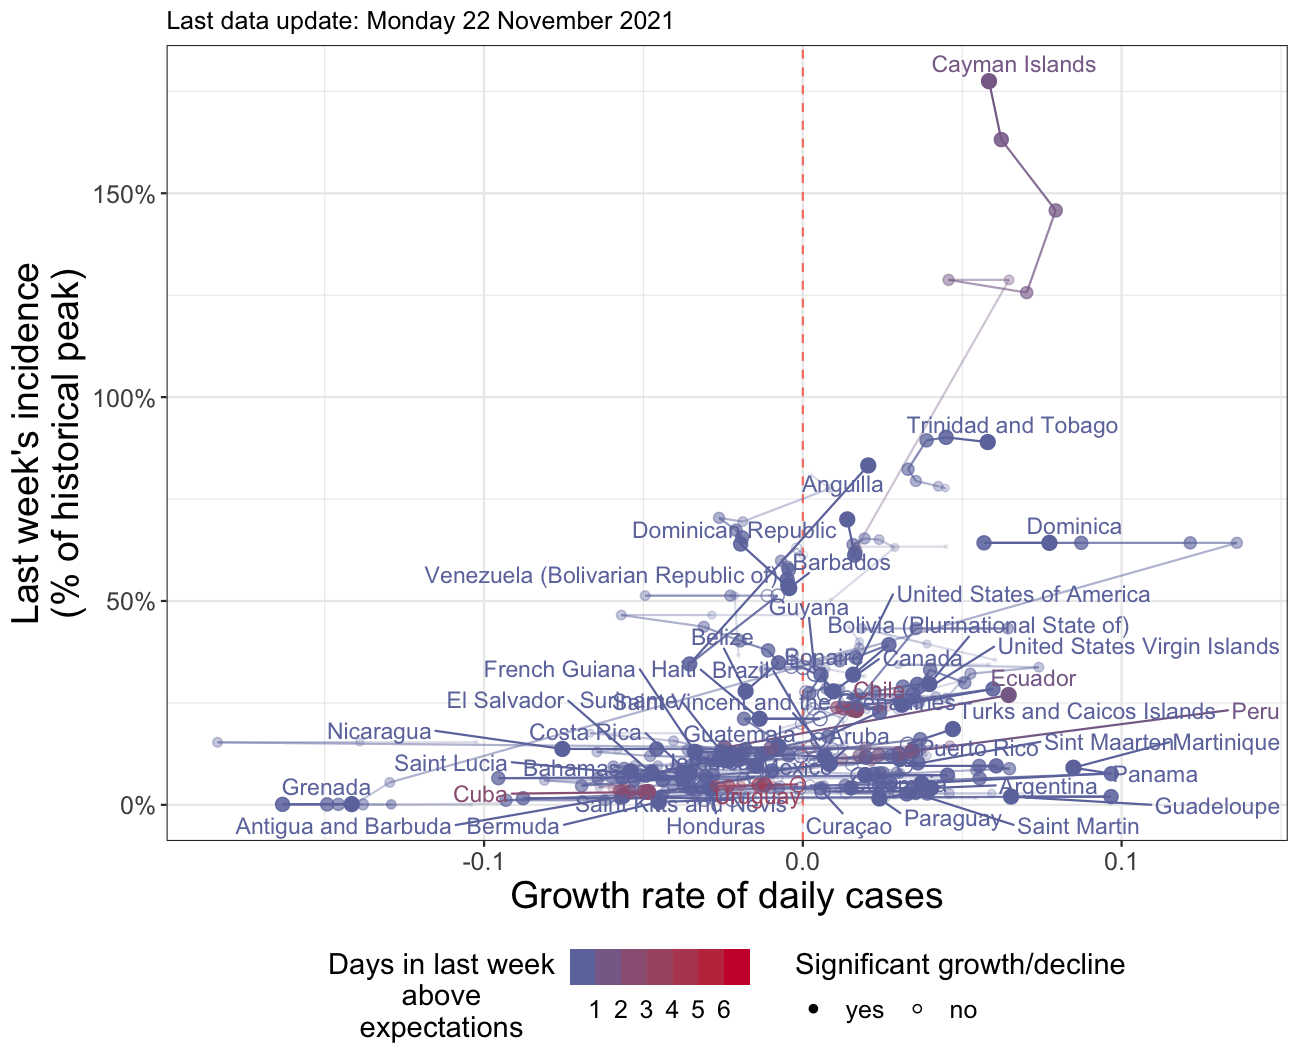 Last data update: Monday 22 November 2021
Last week's incidence
(% of historical peak)
150%
100%
50%
0%
Cayman Islands
Trinidad and Tobago
Anguilla
Dominican Republic
Dominica
Barbados
Venezuela (Bolivarian Republic of)
United States of America
Guyana
Bolivia (Plurinational State of)
Belize
United States Virgin Islands
Bonaire
Canada
French Guiana
Haiti
Brazil
Ecuador
Chile
El Salvador
Suriname
Saint Vincent and the Grenadines
Turks and Caicos Islands
Peru
Nicaragua
Costa Rica
Guatemala
Aruba
Puerto Rico
Sint Maarten
Martinique
Saint Lucia
Bahamas
Mexico
Panama
Grenada
Argentina
Cuba
Uruguay
Saint Kitts and Nevis
Guadeloupe
Antigua and Barbuda
Bermuda
Honduras
Curaçao
Paraguay
Saint Martin
-0.1
0.0
0.1
Growth rate of daily cases
Days in last week
above
expectations
1 2 3 4 5 6
Significant growth/decline
yes
no